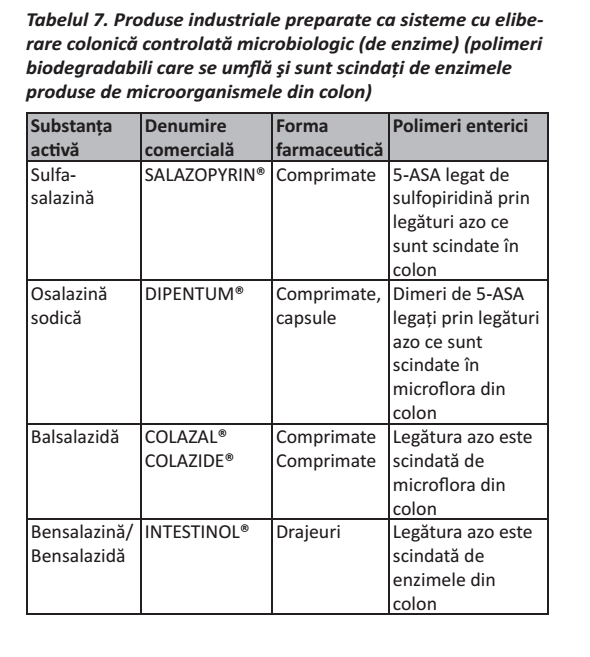 Tabelul 7. Produse industriale preparate ca sisteme cu elibe-
rare colonică controlată microbiologic (de enzime) (polimeri
biodegradabili care se umflă şi sunt scindați de enzimele
produse de microorganismele din colon)
Substanța activă
Denumire comercială
Forma farmaceutică
Polimeri enterici
Sulfa-
salazină
SALAZOPYRIN®
Comprimate
5-ASA legat de
sulfopiridină prin
legături azo ce
sunt scindate în
colon
Osalazină
sodică
DIPENTUM®
Comprimate,
capsule
Dimeri de 5-ASA
legați prin legături
azo ce sunt
scindate în
microflora din
colon
Balsalazidă
COLAZAL®
COLAZIDE®
Comprimate
Comprimate
Legătura azo este
scindată de
microflora din
colon
Bensalazină/
Bensalazidă
INTESTINOL®
Drajeuri
Legătura azo este
scindată de
enzimele din
colon